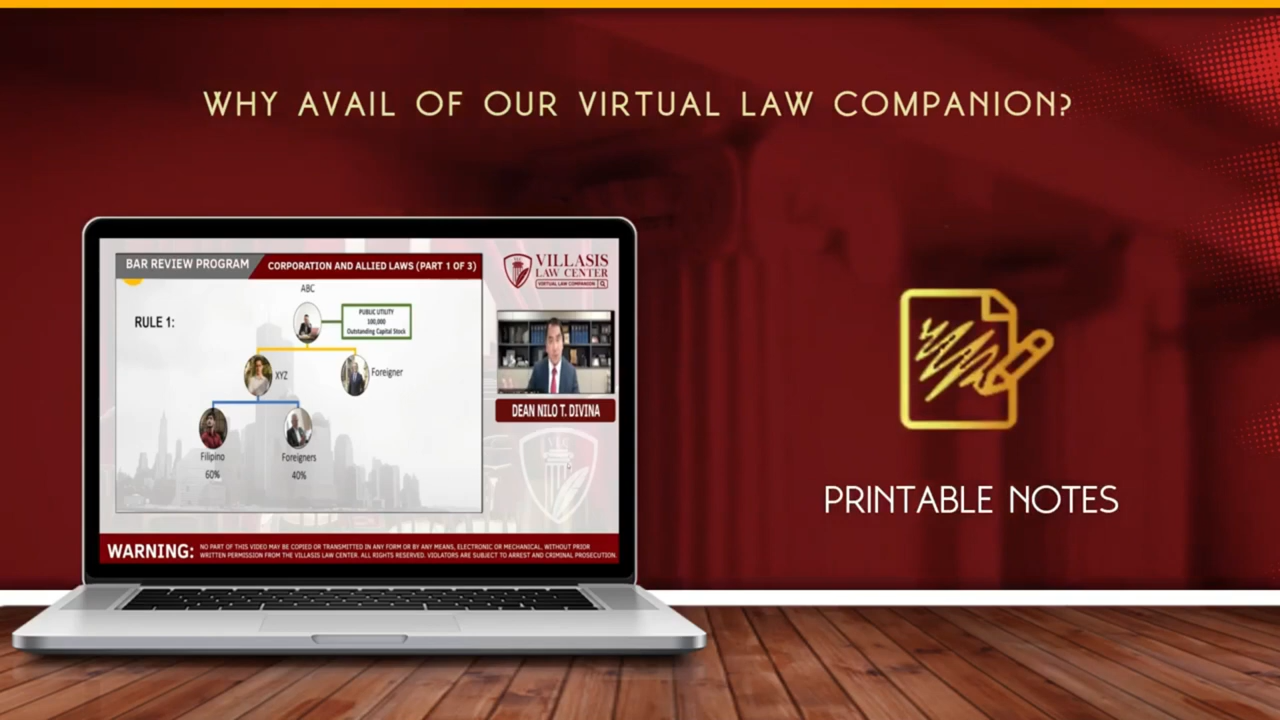 WHY AVAIL OF OUR VIRTUAL LAW COMPANION?
BAR REVIEW PROGRAM
CORPORATION AND ALLIED LAWS (PART 1 OF 3)
VILLASIS
LAW CENTER
VIRTUAL LAW COMPANION
ABC
RULE 1:
PUBLIC UTILITY
100,000
Outstanding Capital Stock
XYZ
Foreigner
Filipino
60%
Foreigners
40%
DEAN NILO T. DIVINA
WARNING:
NO PART OF THIS VIDEO MAY BE COPIED OR TRANSMITTED IN ANY FORM OR BY ANY MEANS, ELECTRONIC OR MECHANICAL, WITHOUT PRIOR
WRITTEN PERMISSION FROM THE VILLASIS LAW CENTER. ALL RIGHTS RESERVED. VIOLATORS ARE SUBJECT TO ARREST AND CRIMINAL PROSECUTION.
PRINTABLE NOTES